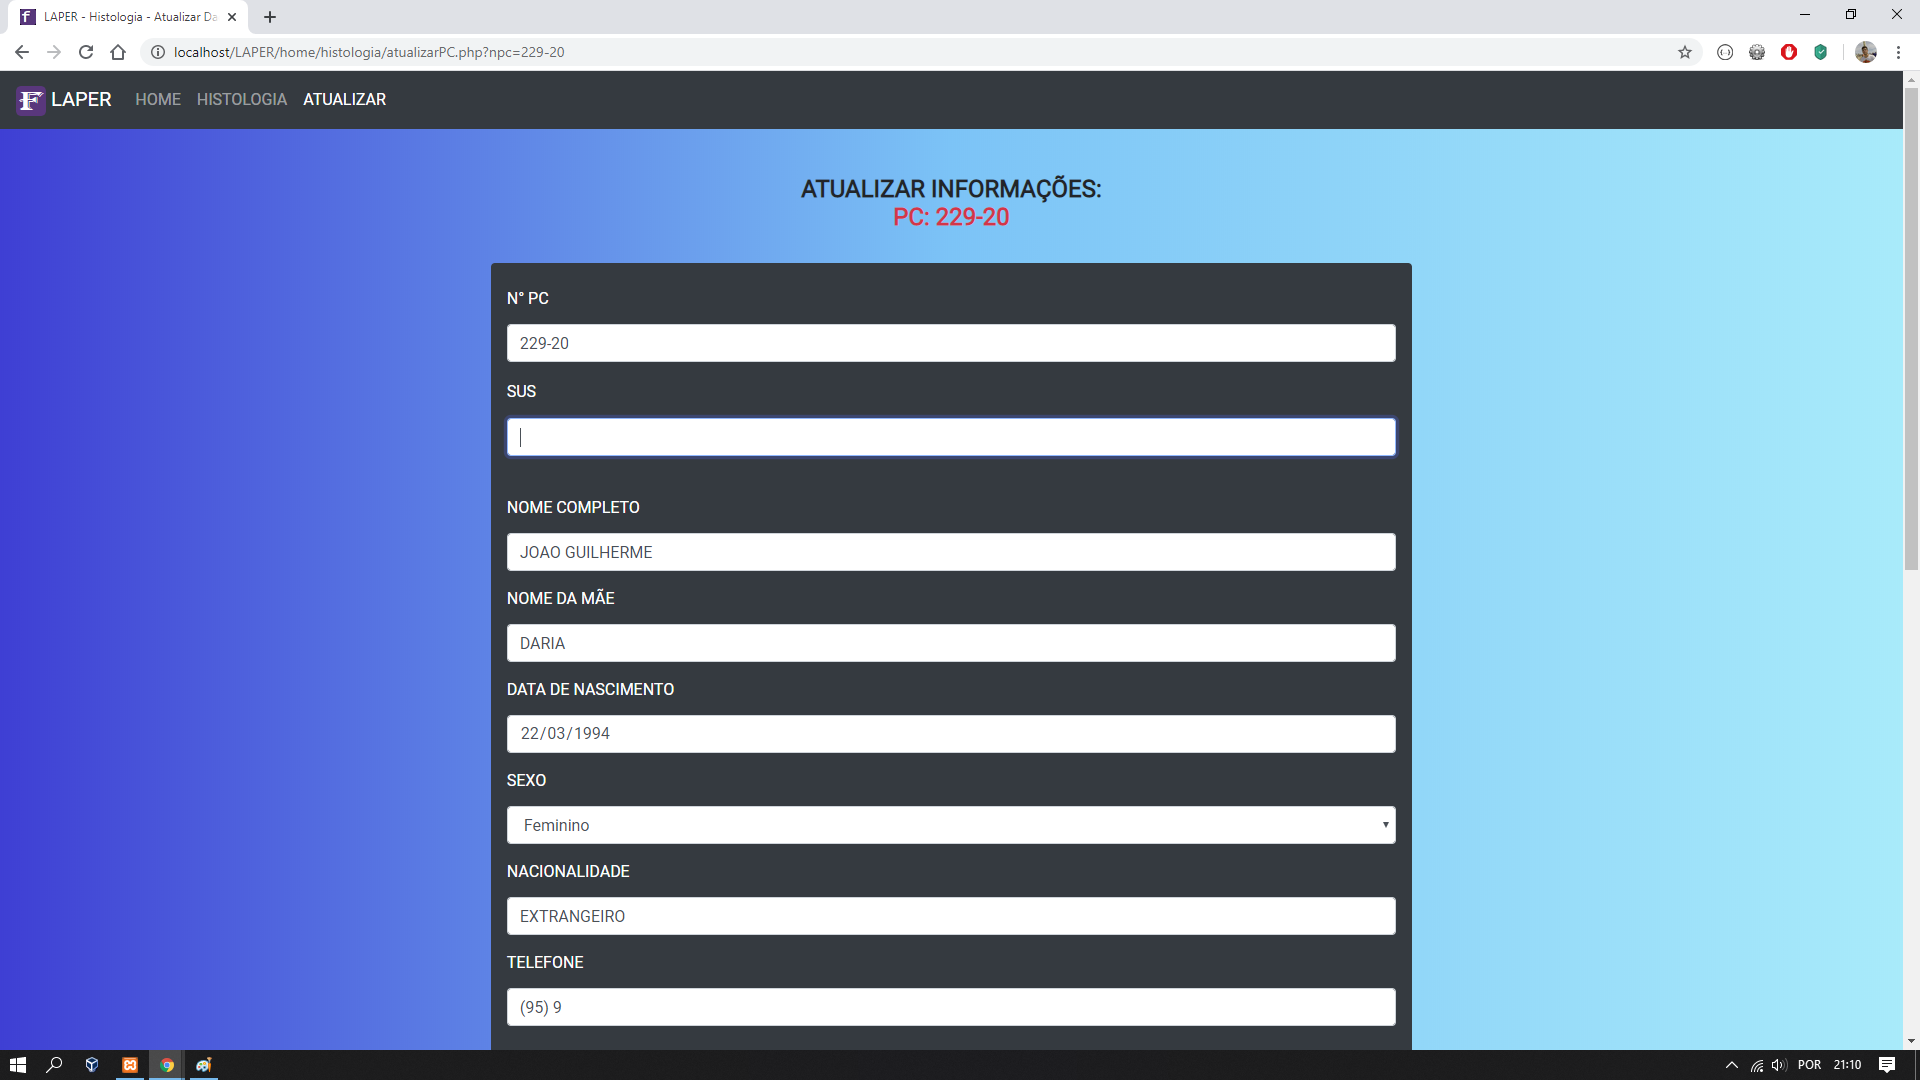 LAPER - Histologia - Atualizar Da
localhost/LAPER/home/histologia/atualizarPC.php?npc=229-20
F LAPER HOME HISTOLOGIA ATUALIZAR
ATUALIZAR INFORMAÇÕES:
PC: 229-20
N° PC
229-20
SUS
NOME COMPLETO
JOAO GUILHERME
NOME DA MÃE
DARIA
DATA DE NASCIMENTO
22/03/1994
SEXO
Feminino
NACIONALIDADE
EXTRANGEIRO
TELEFONE
(95) 9
POR 21:10